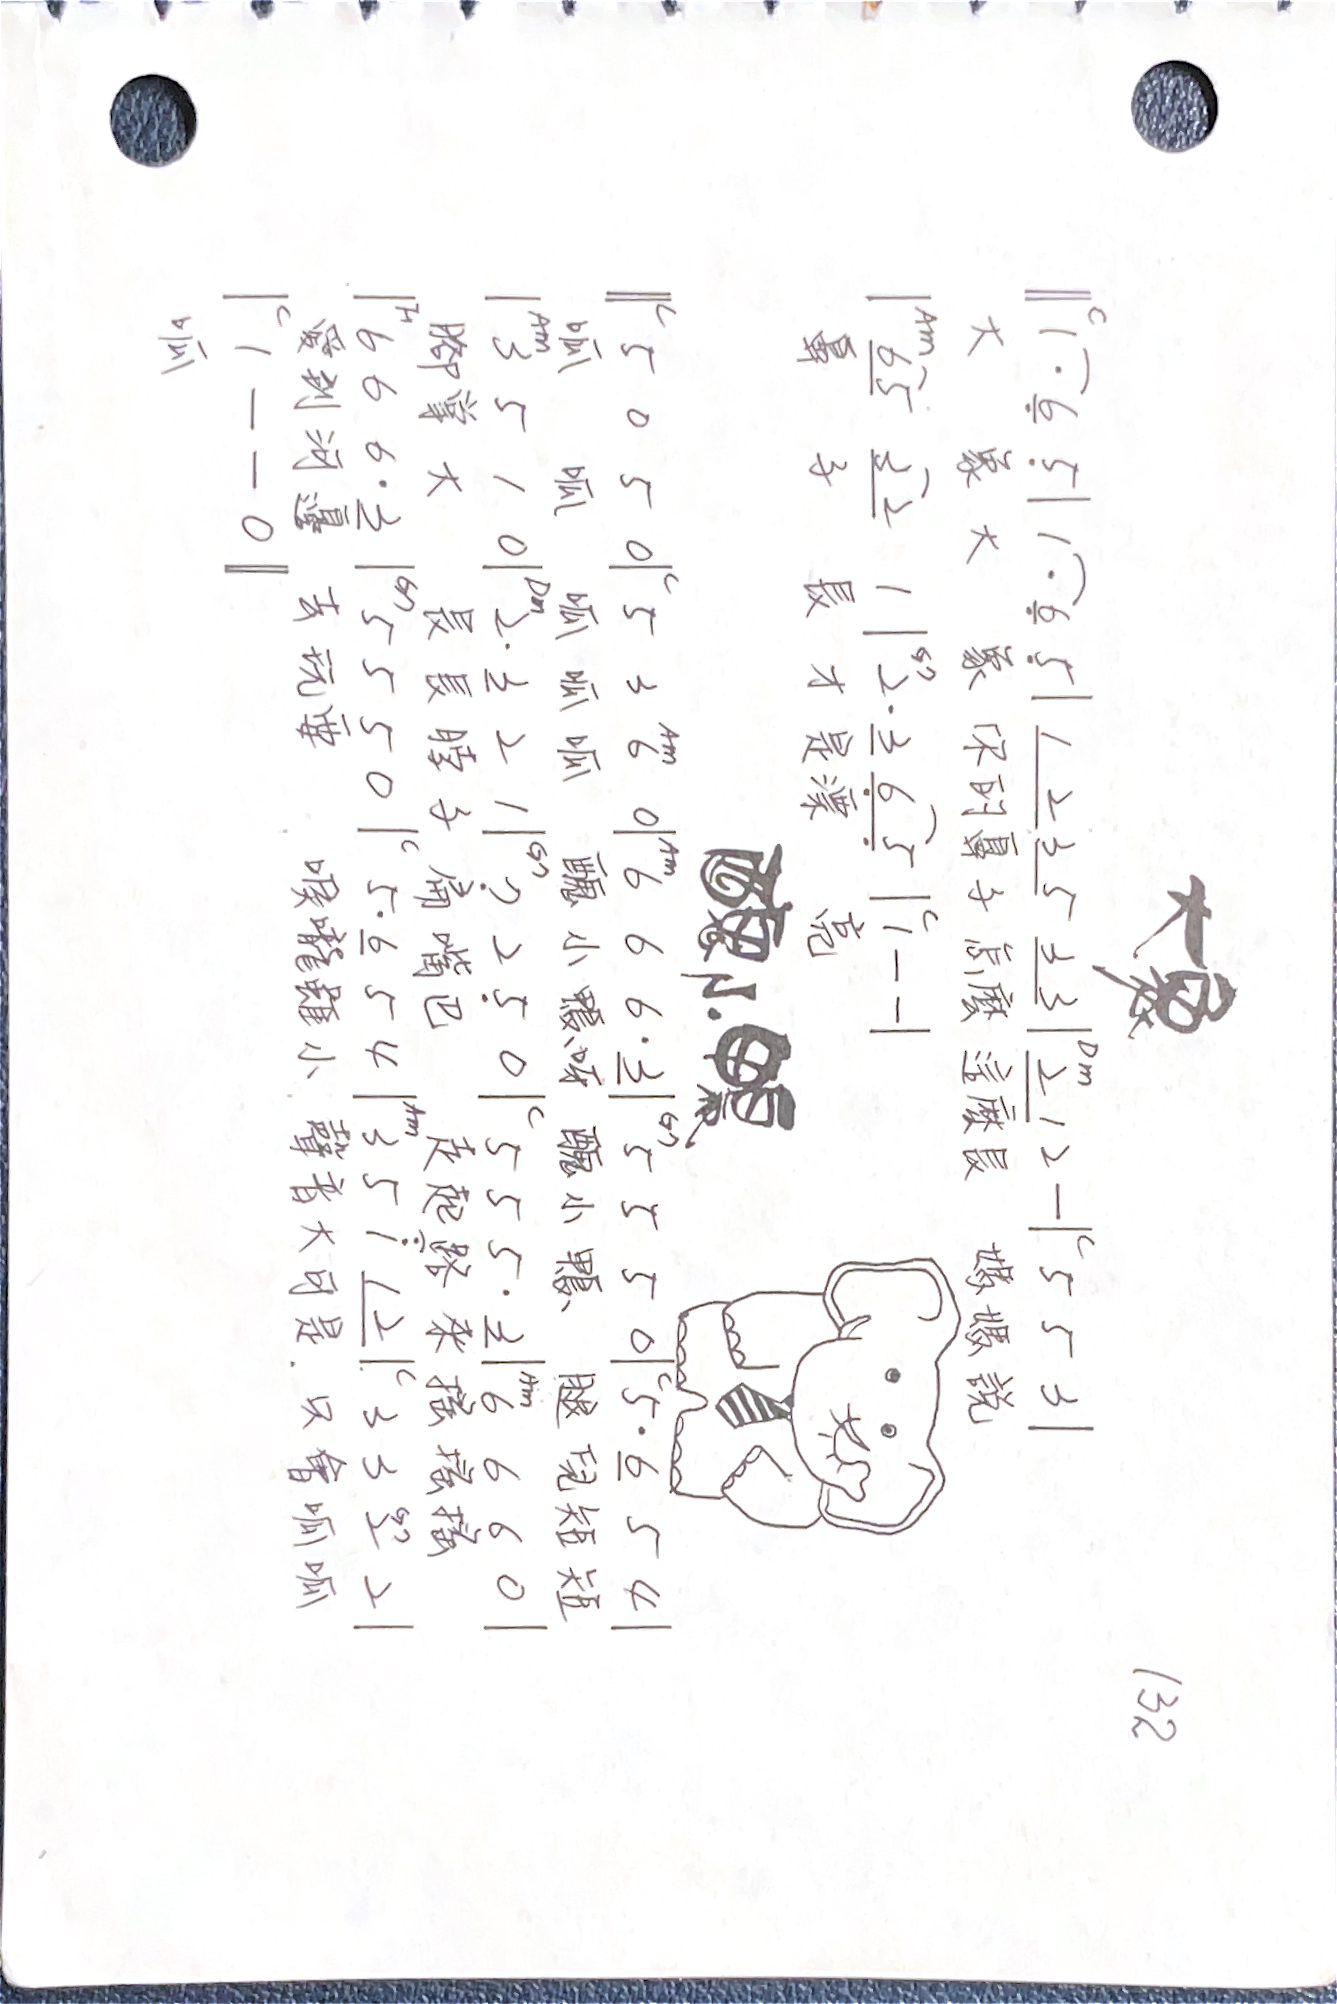 大象
132
‖C 1· 6 5 | 1· 6 5 | 1 2 3 5 3 3 | Dm 2 1 2 — | C 5 5 3 |
大 象 大 象 你的鼻子 怎麼 這麼長 媽媽說
| Am 65 32 1 | G7 2·3 6 5 | C 1 — — |
鼻 子 長 才是漂 亮
醜小鴨
‖C 5 0 5 0 | C 5 3 Am 6 0 | Am 6 6 6·3 | G7 5 5 5 0 | C 5·6 5 4 |
呱 呱 呱呱呱 醜小鴨呀 醜小鴨 腿兒短短
| Am 3 5 1 0 | Dm 2·3 2 1 | G7 7 2 5 0 | C 5 5 5·3 | Am 6 6 6 0 |
腳掌大 長長脖子 扁嘴巴 走起路來 搖搖搖
| F 6 6 6·3 | G7 5 5 5 0 | C 5·6 5 4 | Am 3 5 1 12 | C 3 3 G7 2 2 |
愛到河邊 去玩耍 喉嚨雖小 聲音大可是 只會呱呱
| C 1 — — 0 ‖
呱